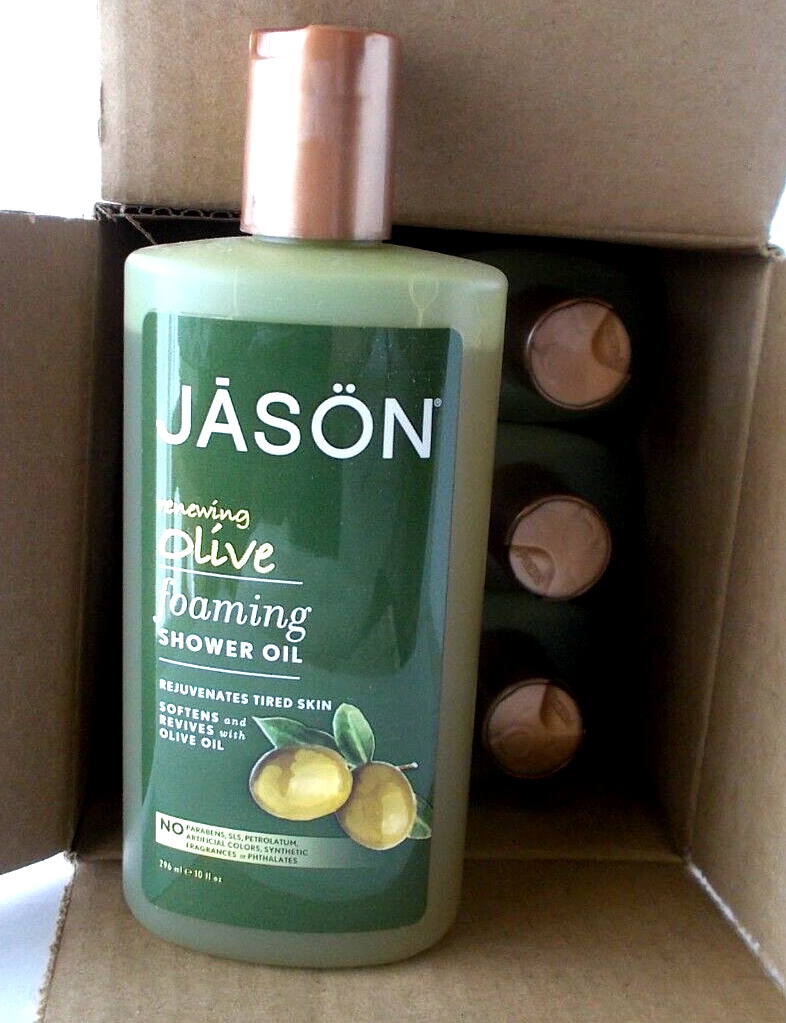 JĀSÖN®
renewing
olive
foaming
SHOWER OIL
REJUVENATES TIRED SKIN
SOFTENS and
REVIVES with
OLIVE OIL
NO PARABENS, SLS, PETROLATUM,
ARTIFICIAL COLORS, SYNTHETIC
FRAGRANCES or PHTHALATES
296 ml ℮ 10 fl oz